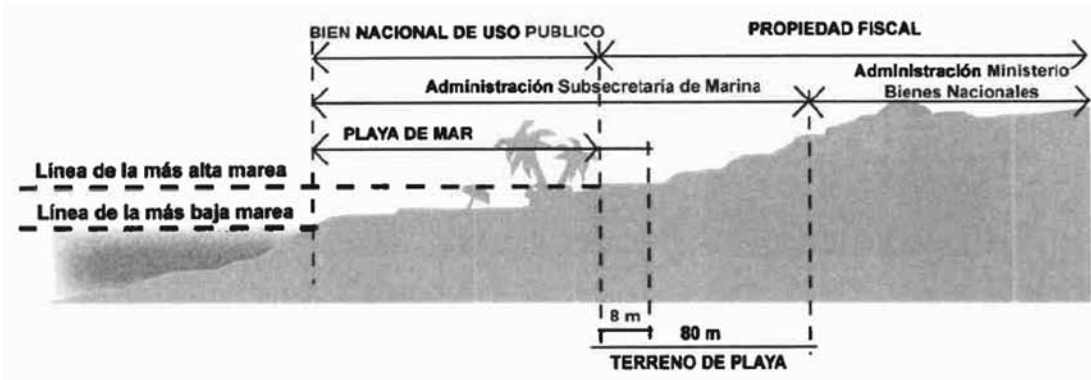 BIEN NACIONAL DE USO PUBLICO
PROPIEDAD FISCAL
Administración Subsecretaría de Marina
Administración Ministerio
Bienes Nacionales
PLAYA DE MAR
Línea de la más alta marea
Línea de la más baja marea
8 m
80 m
TERRENO DE PLAYA